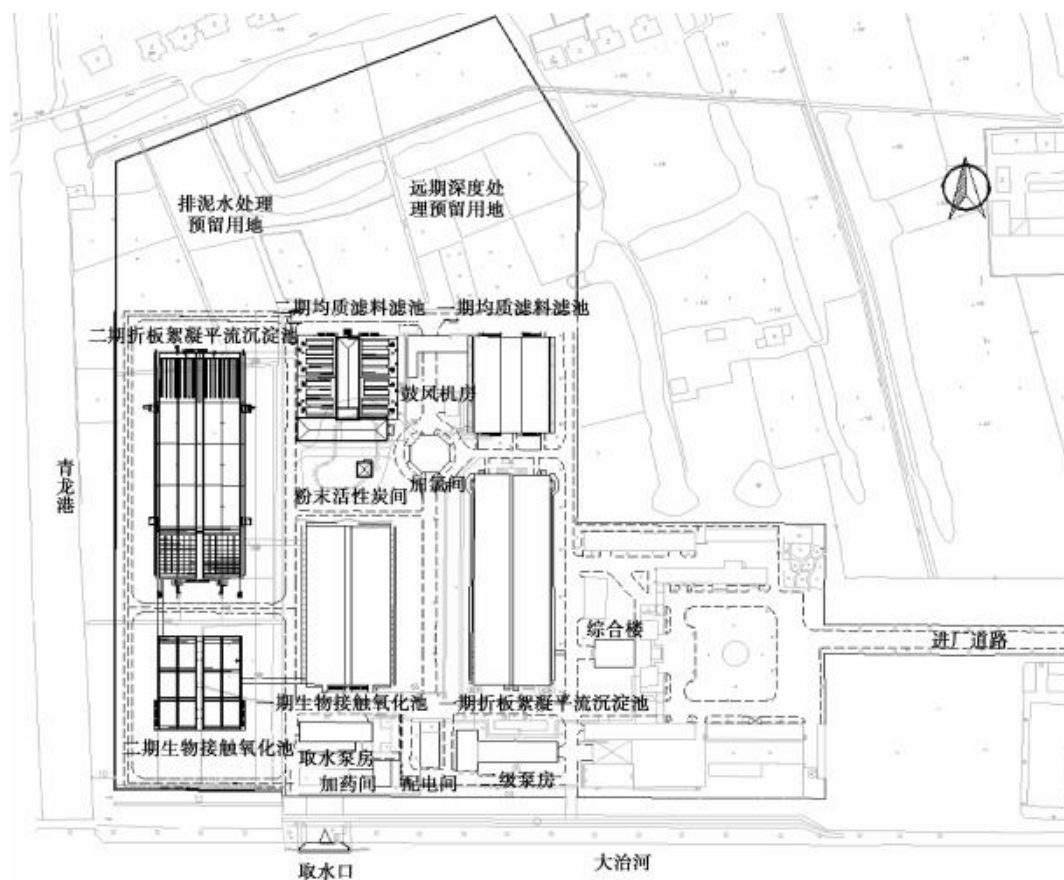 排泥水处理
预留用地
远期深度处
理预留用地
二期均质滤料滤池
一期均质滤料滤池
二期折板絮凝平流沉淀池
鼓风机房
青龙港
粉末活性炭间
加氯间
综合楼
进厂道路
一期生物接触氧化池
一期折板絮凝平流沉淀池
二期生物接触氧化池
取水泵房
加药间
配电间
二级泵房
取水口
大治河